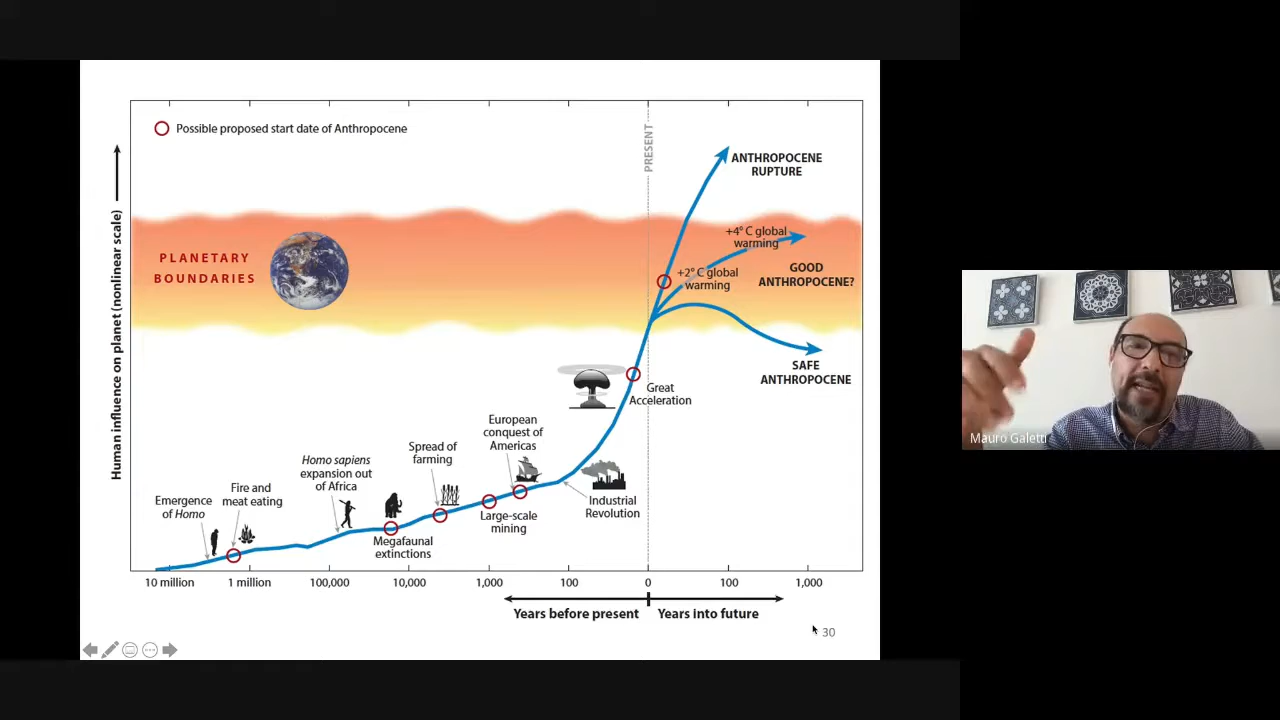 Possible proposed start date of Anthropocene
PRESENT
ANTHROPOCENE
RUPTURE
Human influence on planet (nonlinear scale)
PLANETARY
BOUNDARIES
+4° C global
warming
+2° C global
warming
GOOD
ANTHROPOCENE?
SAFE
ANTHROPOCENE
Great
Acceleration
European
conquest of
Americas
Spread of
farming
Homo sapiens
expansion out
of Africa
Fire and
meat eating
Emergence
of Homo
Megafaunal
extinctions
Large-scale
mining
Industrial
Revolution
10 million
1 million
100,000
10,000
1,000
100
0
100
1,000
Years before present
Years into future
30
Mauro Galetti